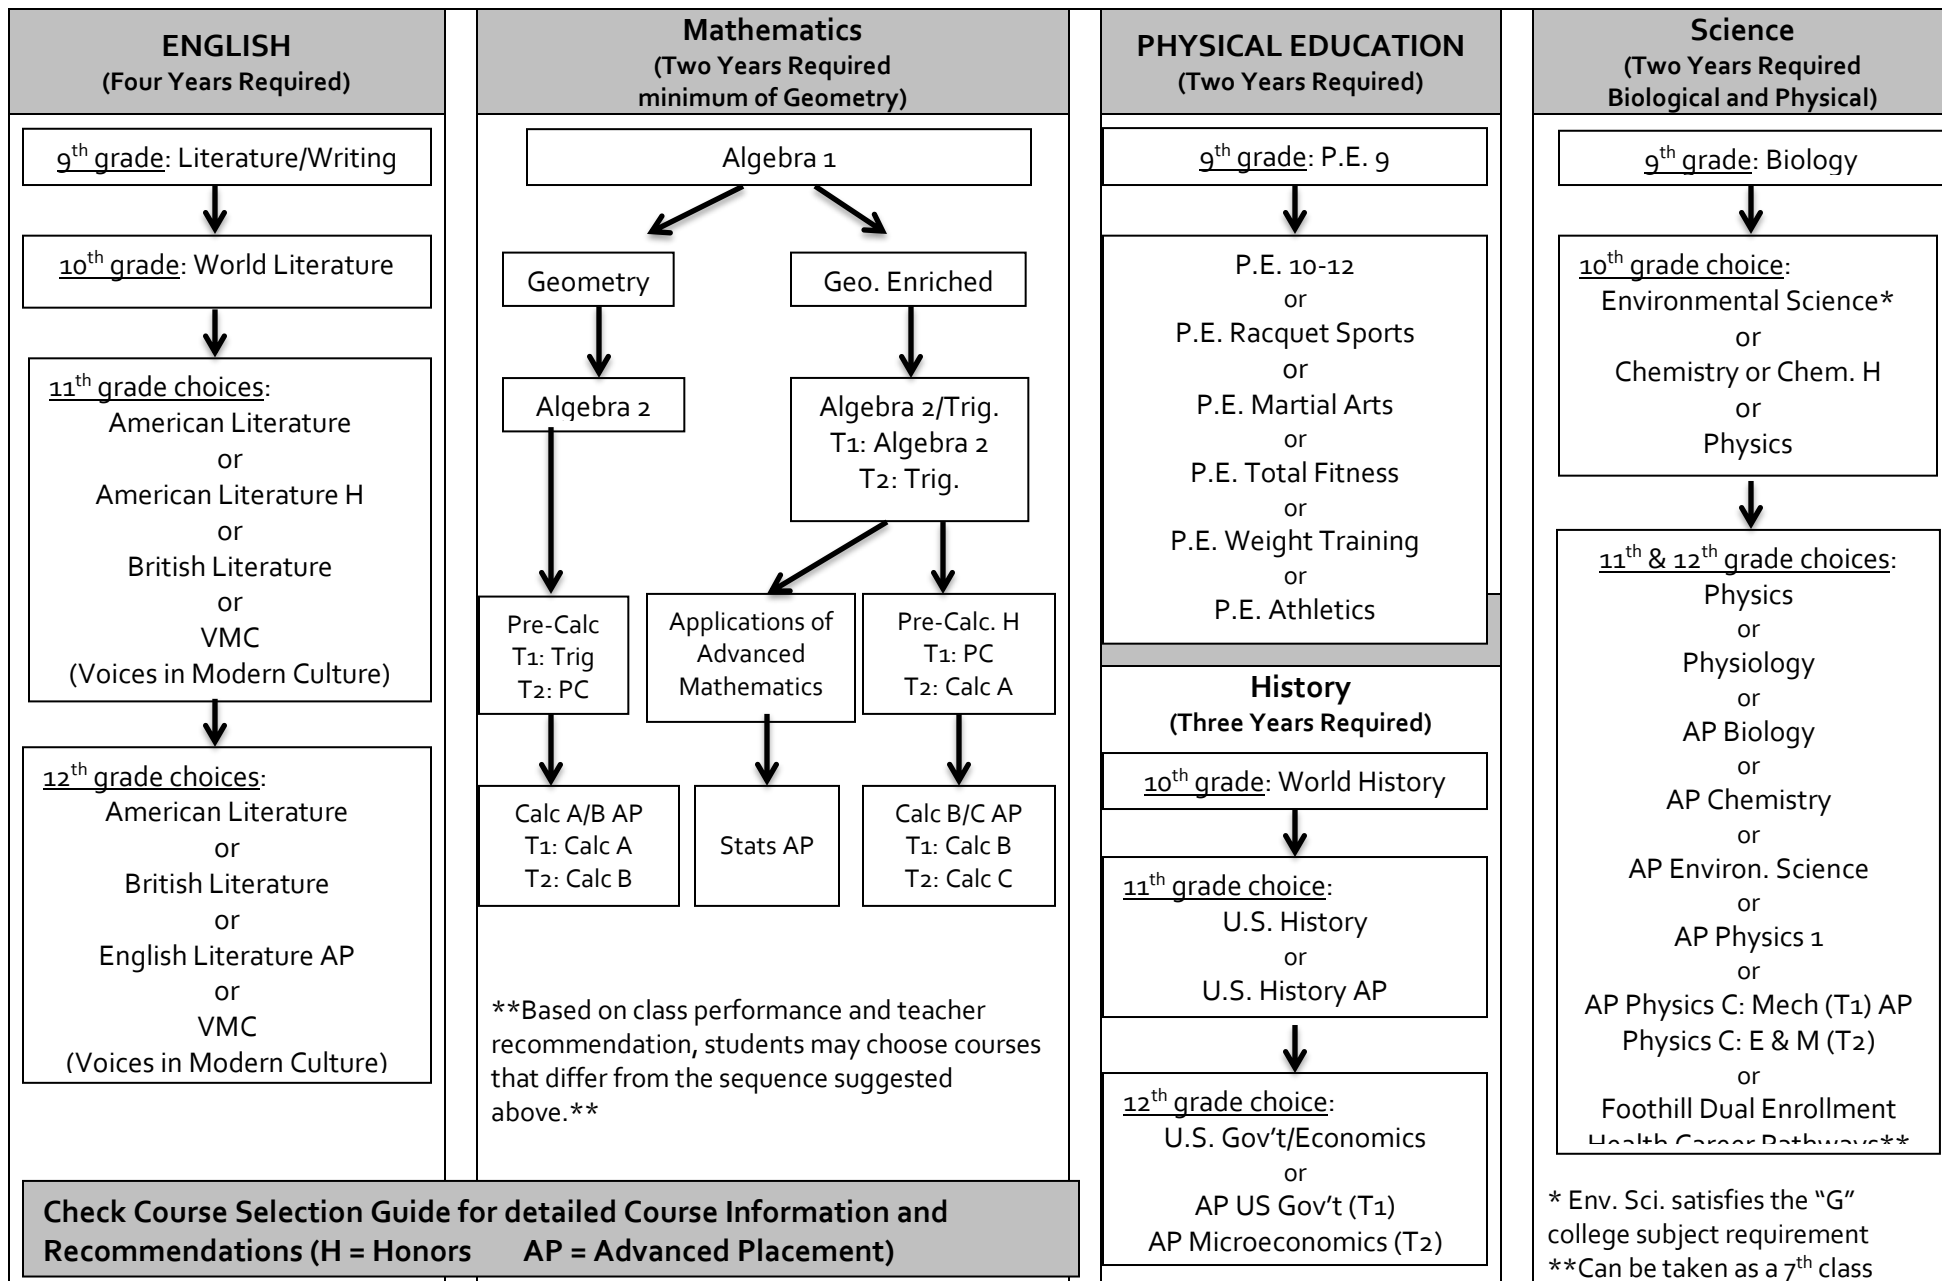 ENGLISH
(Four Years Required)
9th grade: Literature/Writing
10th grade: World Literature
11th grade choices:
American Literature
or
American Literature H
or
British Literature
or
VMC
(Voices in Modern Culture)
12th grade choices:
American Literature
or
British Literature
or
English Literature AP
or
VMC
(Voices in Modern Culture)
Mathematics
(Two Years Required
minimum of Geometry)
Algebra 1
Geometry
Geo. Enriched
Algebra 2
Algebra 2/Trig.
T1: Algebra 2
T2: Trig.
Pre-Calc
T1: Trig
T2: PC
Applications of
Advanced
Mathematics
Pre-Calc. H
T1: PC
T2: Calc A
Calc A/B AP
T1: Calc A
T2: Calc B
Stats AP
Calc B/C AP
T1: Calc B
T2: Calc C
**Based on class performance and teacher
recommendation, students may choose courses
that differ from the sequence suggested
above.**
Check Course Selection Guide for detailed Course Information and
Recommendations (H = Honors AP = Advanced Placement)
PHYSICAL EDUCATION
(Two Years Required)
9th grade: P.E. 9
P.E. 10-12
or
P.E. Racquet Sports
or
P.E. Martial Arts
or
P.E. Total Fitness
or
P.E. Weight Training
or
P.E. Athletics
History
(Three Years Required)
10th grade: World History
11th grade choice:
U.S. History
or
U.S. History AP
12th grade choice:
U.S. Gov't/Economics
or
AP US Gov't (T1)
AP Microeconomics (T2)
Science
(Two Years Required
Biological and Physical)
9th grade: Biology
10th grade choice:
Environmental Science*
or
Chemistry or Chem. H
or
Physics
11th & 12th grade choices:
Physics
or
Physiology
or
AP Biology
or
AP Chemistry
or
AP Environ. Science
or
AP Physics 1
or
AP Physics C: Mech (T1) AP
Physics C: E & M (T2)
or
Foothill Dual Enrollment
Health Career Pathways**
* Env. Sci. satisfies the “G”
college subject requirement
**Can be taken as a 7th class